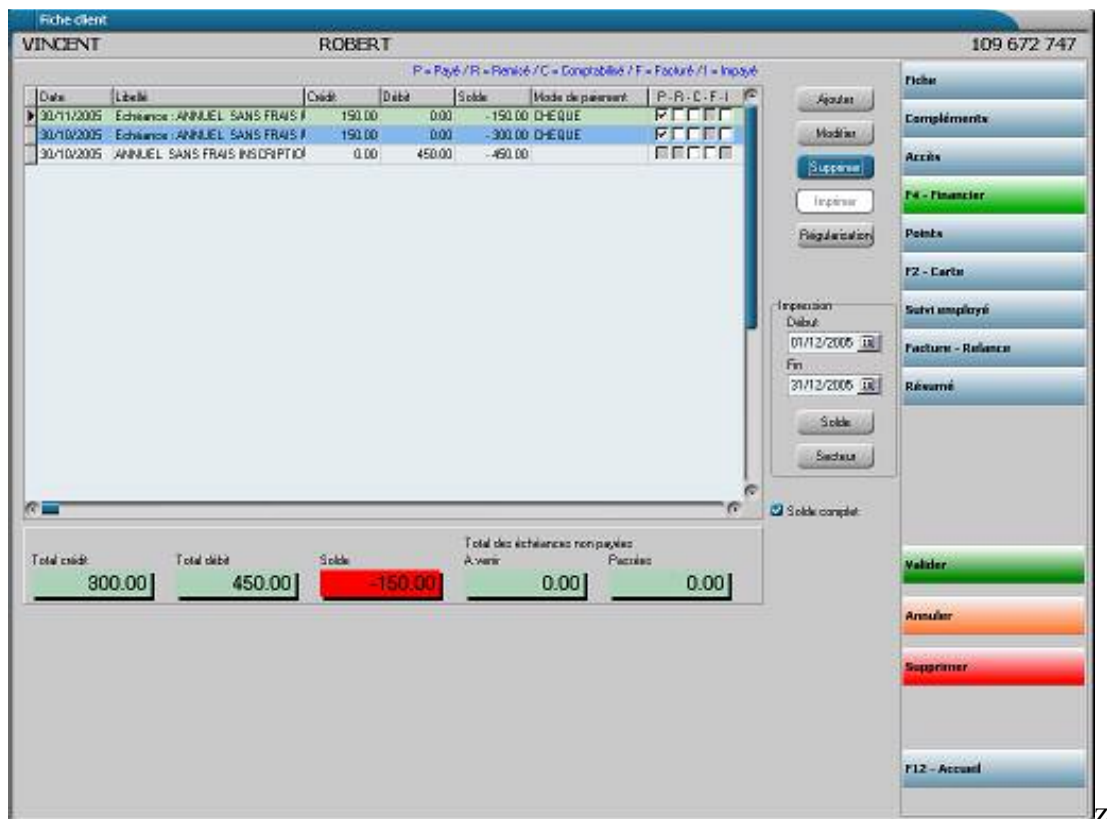 Fiche client
VINCENT ROBERT 109 672 747
P = Payé / R = Remisé / C = Comptabilisé / F = Facturé / I = Impayé
Date Libellé Crédit Débit Solde Mode de paiement P - R - C - F - I
30/11/2005 Echéance : ANNUEL SANS FRAIS 150.00 0.00 -150.00 CHEQUE
30/10/2005 Echéance : ANNUEL SANS FRAIS 150.00 0.00 -300.00 CHEQUE
30/10/2005 ANNUEL SANS FRAIS INSCRIPTIO 0.00 450.00 -450.00
Ajouter
Modifier
Supprimer
Imprimer
Régularisation
Impression
Début
01/12/2005
Fin
31/12/2005
Solde
Secteur
Solde complet
Total crédit Total débit Solde
Total des échéances non payées
A venir Passées
300.00 450.00 -150.00 0.00 0.00
Fiche
Compléments
Accès
F4 - Financier
Points
F2 - Carte
Suivi employé
Facture - Relance
Résumé
Valider
Annuler
Supprimer
F12 - Accueil
Z